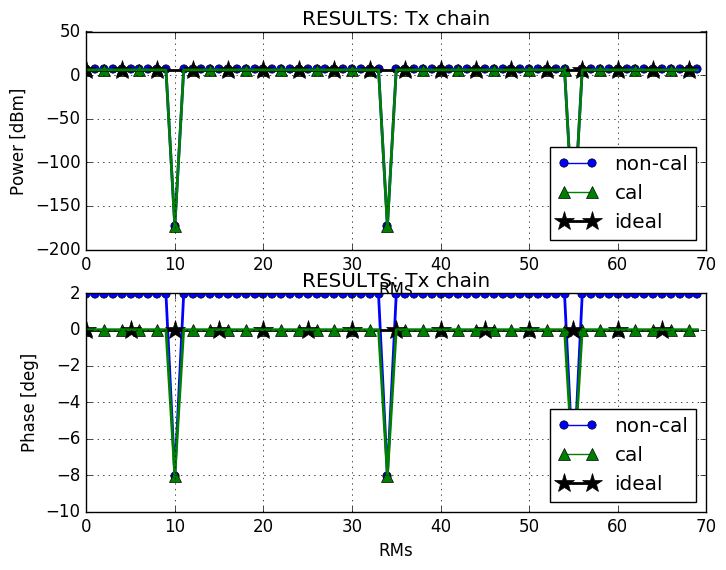 RESULTS: Tx chain
50
0
−50
−100
−150
−200
Power [dBm]
non-cal
cal
ideal
0 10 20 30 40 50 60 70
RMs
RESULTS: Tx chain
2
0
−2
−4
−6
−8
−10
Phase [deg]
non-cal
cal
ideal
0 10 20 30 40 50 60 70
RMs